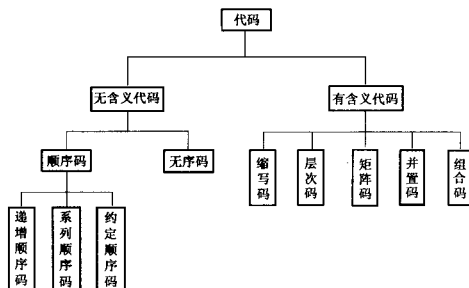 代码
无含义代码
有含义代码
顺序码
无序码
缩写码
层次码
矩阵码
并置码
组合码
递增顺序码
系列顺序码
约定顺序码